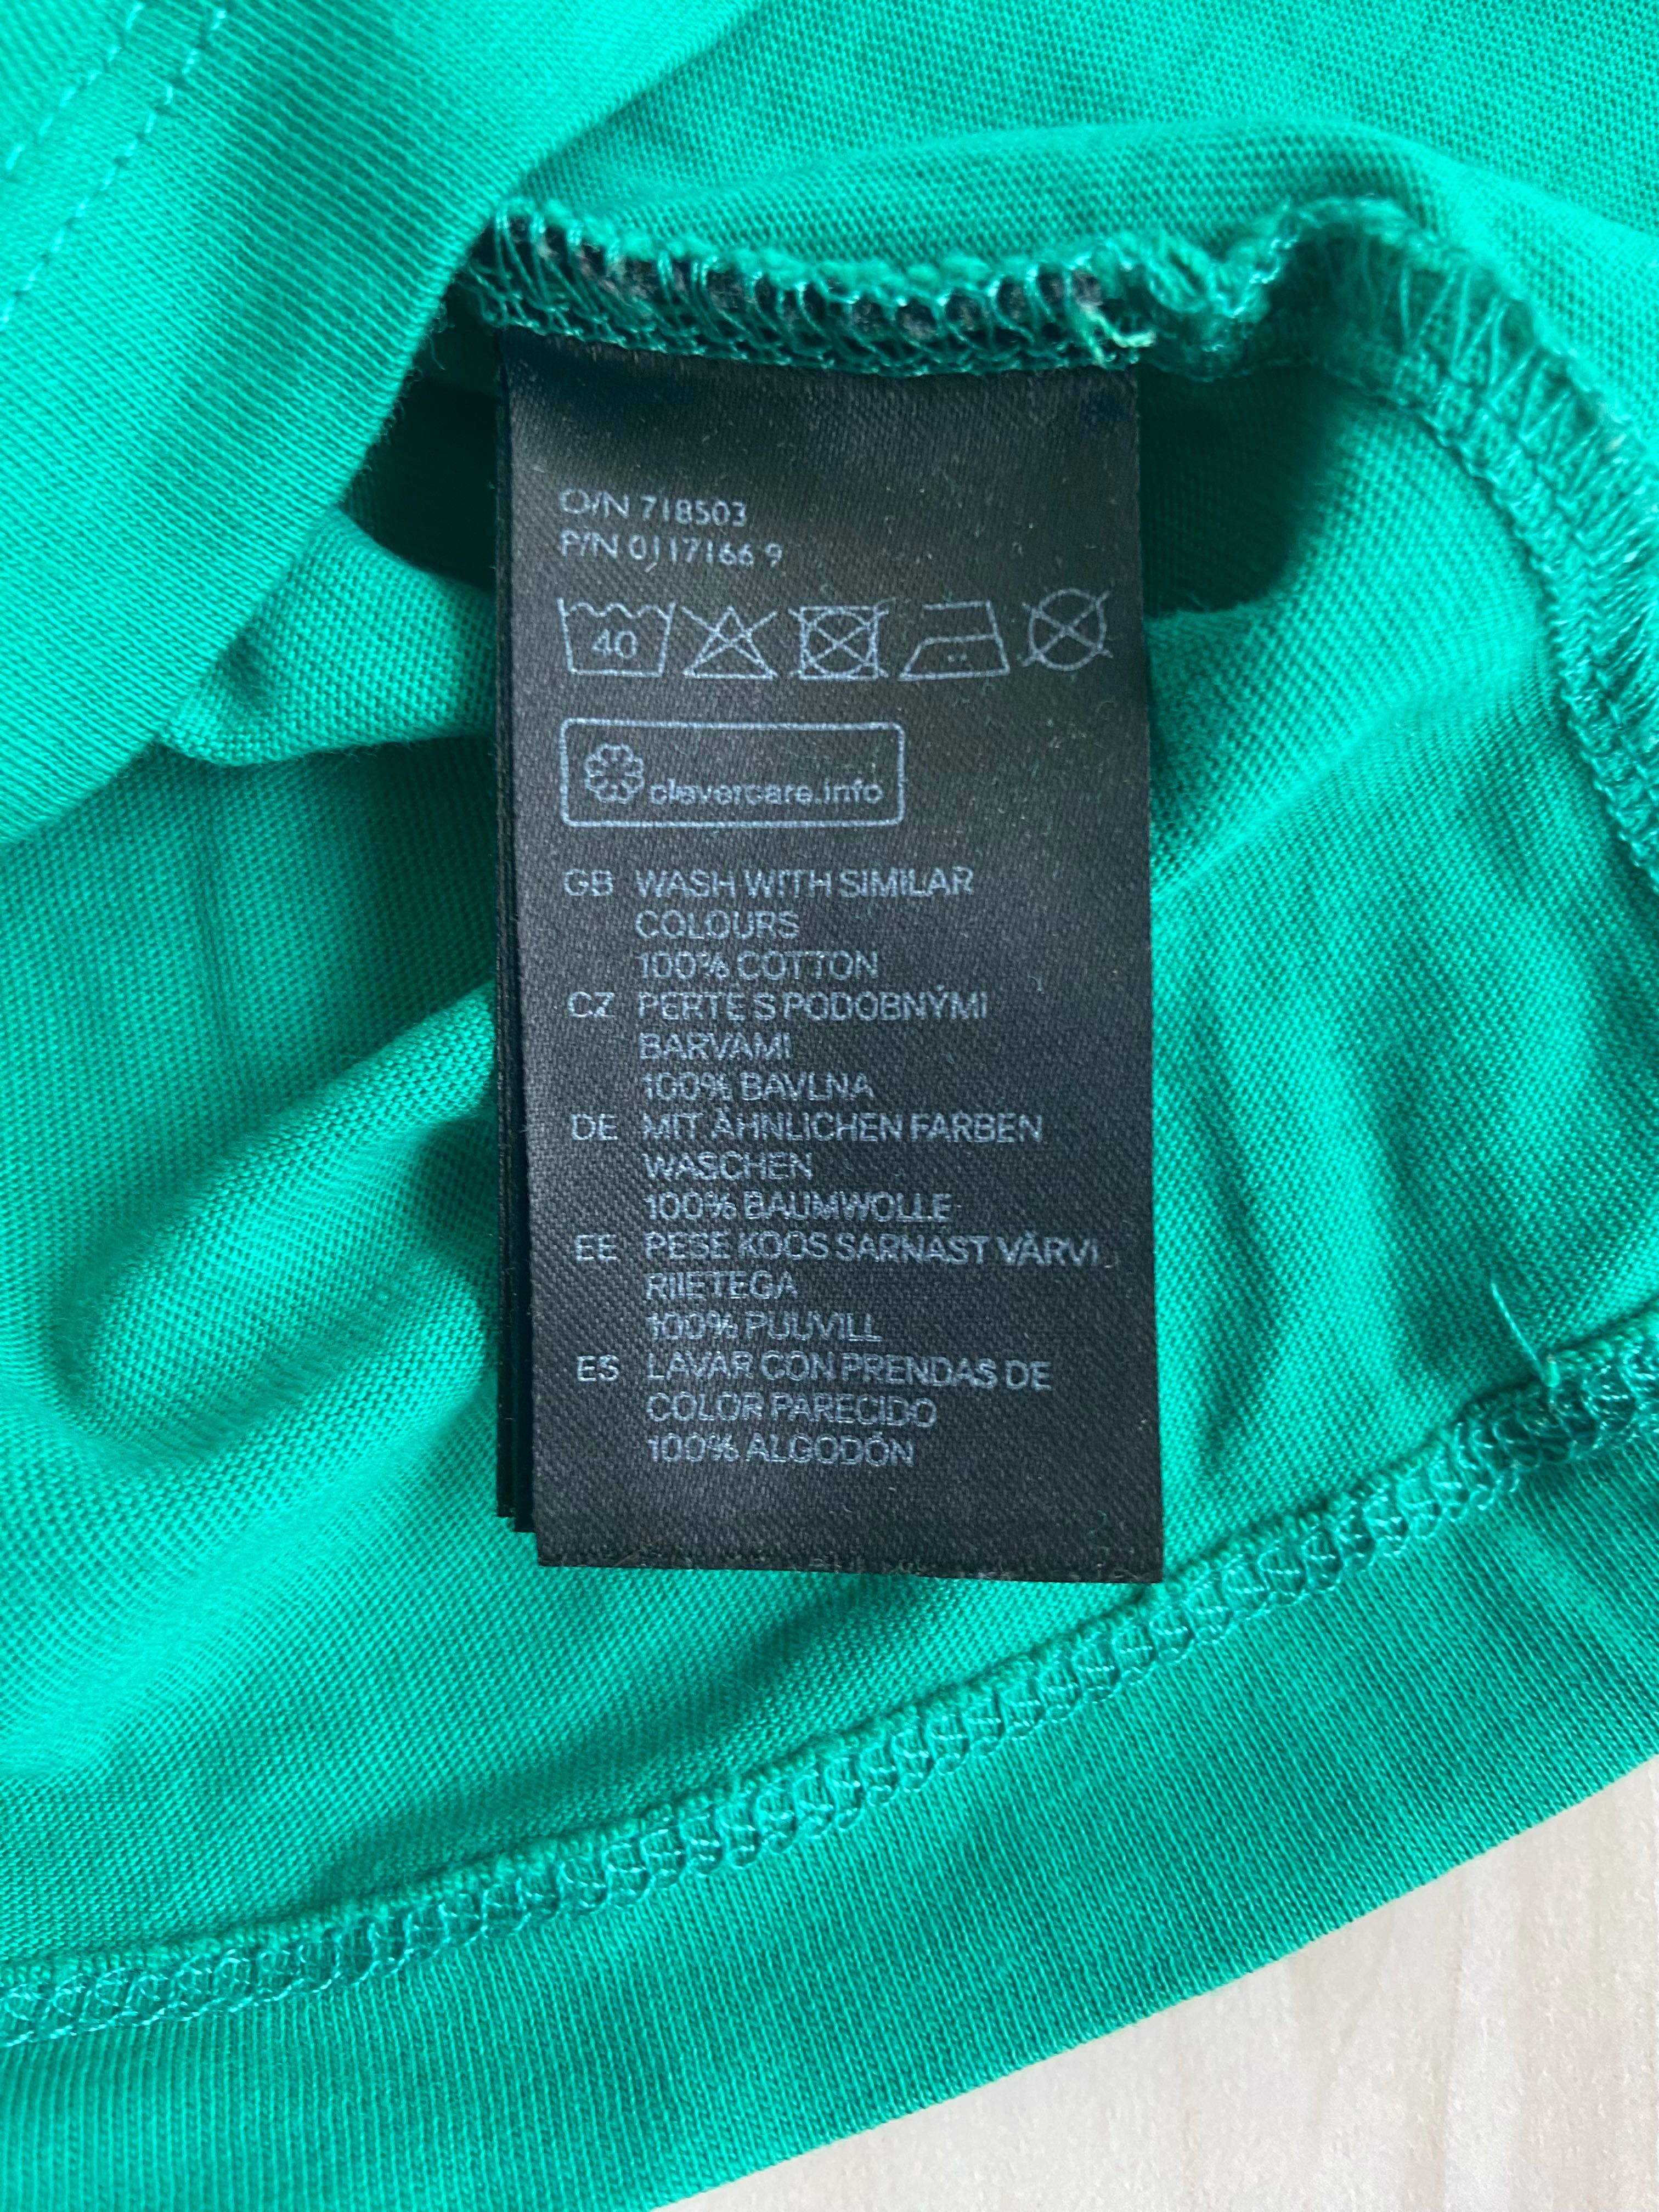 O/N 718503
P/N 01171669
40
clevercare.info
GB WASH WITH SIMILAR
COLOURS
100% COTTON
CZ PERTE S PODOBNÝMI
BARVAMI
100% BAVLNA
DE MIT ÄHNLICHEN FARBEN
WASCHEN
100% BAUMWOLLE
EE PESE KOOS SARNAST VÄRVI
RIIETEGA
100% PUUVILL
ES LAVAR CON PRENDAS DE
COLOR PARECIDO
100% ALGODÓN